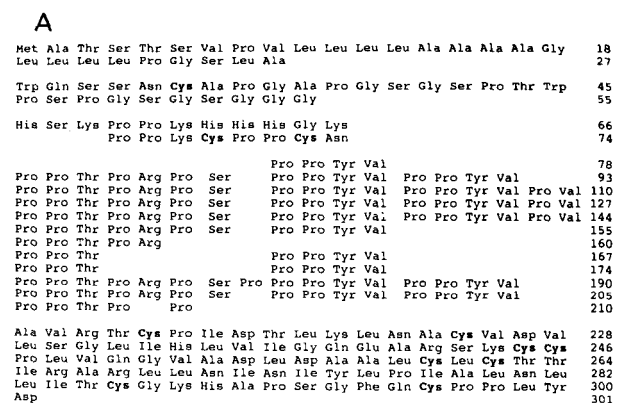 A
Met Ala Thr Ser Thr Ser Val Pro Val Leu Leu Leu Leu Ala Ala Ala Ala Gly 18
Leu Leu Leu Leu Pro Gly Ser Leu Ala 27
Trp Gln Ser Ser Asn Cys Ala Pro Gly Ala Pro Gly Ser Gly Ser Pro Thr Trp 45
Pro Ser Pro Gly Ser Gly Ser Gly Gly Gly 55
His Ser Lys Pro Pro Lys His His His Gly Lys 66
Pro Pro Lys Cys Pro Pro Cys Asn 74
Pro Pro Tyr Val 78
Pro Pro Thr Pro Arg Pro Ser Pro Pro Tyr Val Pro Pro Tyr Val 93
Pro Pro Thr Pro Arg Pro Ser Pro Pro Tyr Val Pro Pro Tyr Val Pro Val 110
Pro Pro Thr Pro Arg Pro Ser Pro Pro Tyr Val Pro Pro Tyr Val Pro Val 127
Pro Pro Thr Pro Arg Pro Ser Pro Pro Tyr Val Pro Pro Tyr Val Pro Val 144
Pro Pro Thr Pro Arg Pro Ser Pro Pro Tyr Val 155
Pro Pro Thr Pro Arg 160
Pro Pro Thr Pro Pro Tyr Val 167
Pro Pro Thr Pro Pro Tyr Val 174
Pro Pro Thr Pro Arg Pro Ser Pro Pro Pro Tyr Val Pro Pro Tyr Val 190
Pro Pro Thr Pro Arg Pro Ser Pro Pro Tyr Val Pro Pro Tyr Val 205
Pro Pro Thr Pro Pro 210
Ala Val Arg Thr Cys Pro Ile Asp Thr Leu Lys Leu Asn Ala Cys Val Asp Val 228
Leu Ser Gly Leu Ile His Leu Val Ile Gly Gln Glu Ala Arg Ser Lys Cys Cys 246
Pro Leu Val Gln Gly Val Ala Asp Leu Asp Ala Ala Leu Cys Leu Cys Thr Thr 264
Ile Arg Ala Arg Leu Leu Asn Ile Asn Ile Tyr Leu Pro Ile Ala Leu Asn Leu 282
Leu Ile Thr Cys Gly Lys His Ala Pro Ser Gly Phe Gln Cys Pro Pro Leu Tyr 300
Asp 301